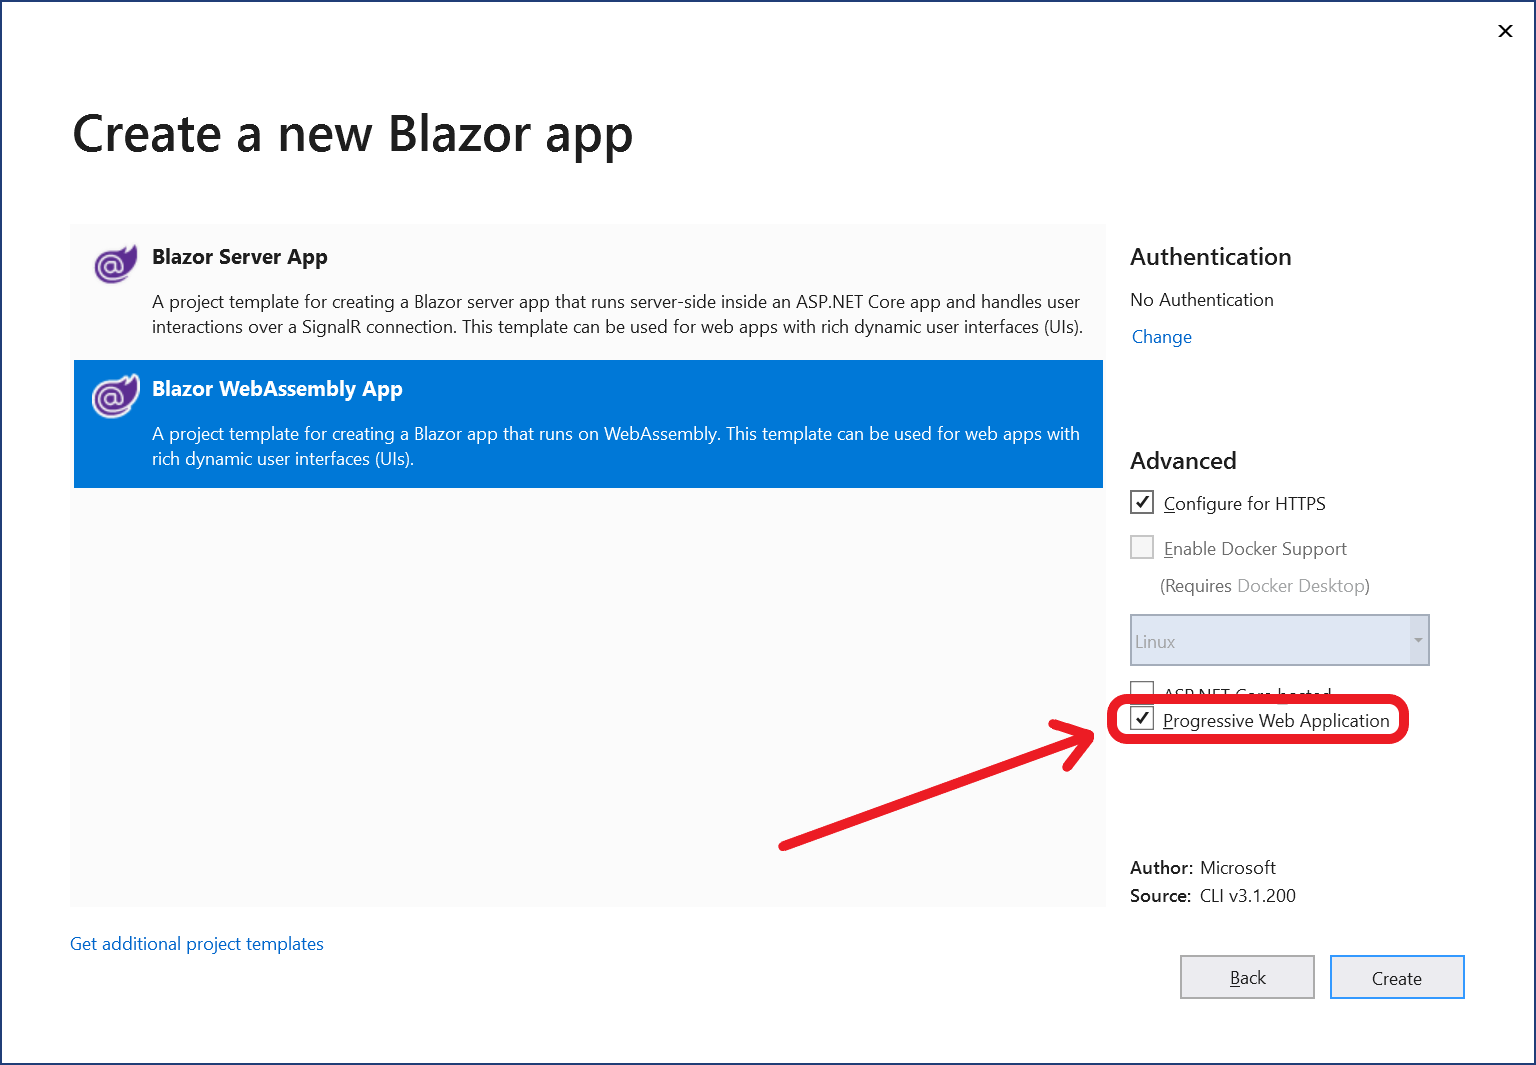 Create a new Blazor app
Blazor Server App
A project template for creating a Blazor server app that runs server-side inside an ASP.NET Core app and handles user
interactions over a SignalR connection. This template can be used for web apps with rich dynamic user interfaces (UIs).
Blazor WebAssembly App
A project template for creating a Blazor app that runs on WebAssembly. This template can be used for web apps with
rich dynamic user interfaces (UIs).
Get additional project templates
Authentication
No Authentication
Change
Advanced
Configure for HTTPS
Enable Docker Support
(Requires Docker Desktop)
Linux
ASP.NET Core hosted
Progressive Web Application
Author: Microsoft
Source: CLI v3.1.200
Back
Create